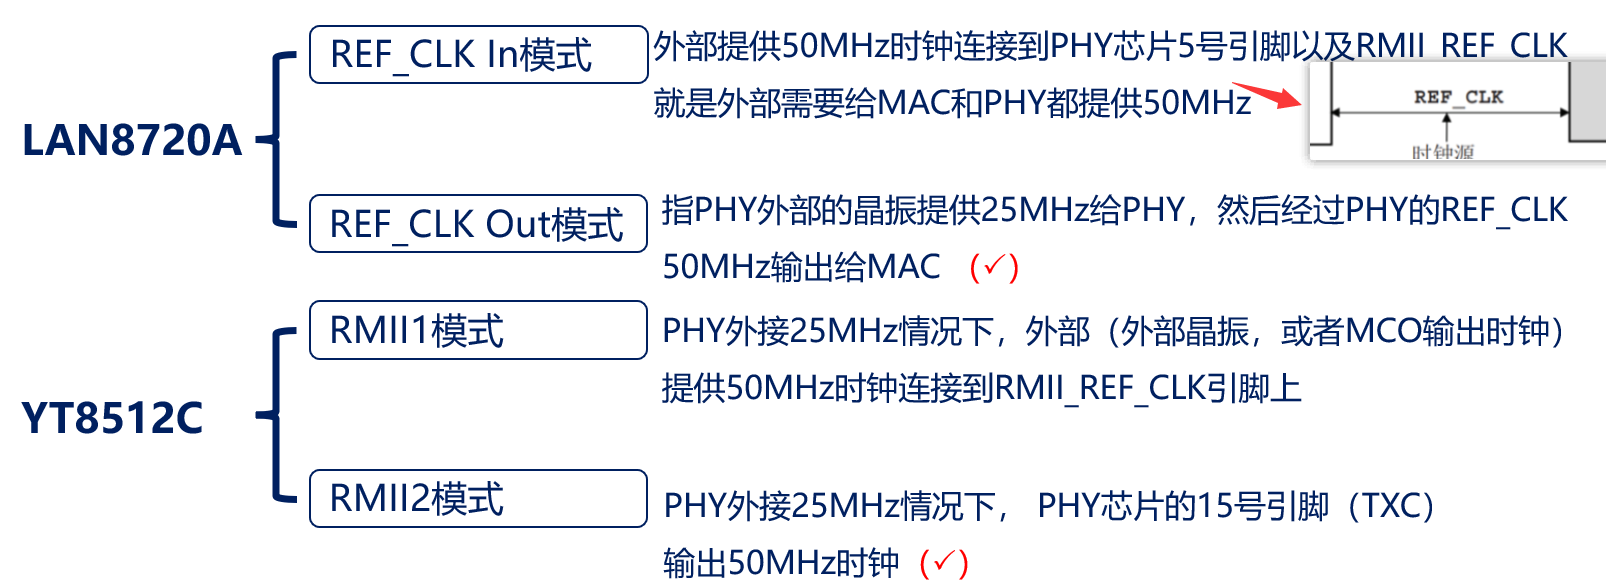 LAN8720A
REF_CLK In模式
外部提供50MHz时钟连接到PHY芯片5号引脚以及RMII_REF_CLK
就是外部需要给MAC和PHY都提供50MHz
REF_CLK
时钟源
REF_CLK Out模式
指PHY外部的晶振提供25MHz给PHY，然后经过PHY的REF_CLK
50MHz输出给MAC （✓）
YT8512C
RMII1模式
PHY外接25MHz情况下，外部（外部晶振，或者MCO输出时钟）
提供50MHz时钟连接到RMII_REF_CLK引脚上
RMII2模式
PHY外接25MHz情况下， PHY芯片的15号引脚（TXC）
输出50MHz时钟（✓）